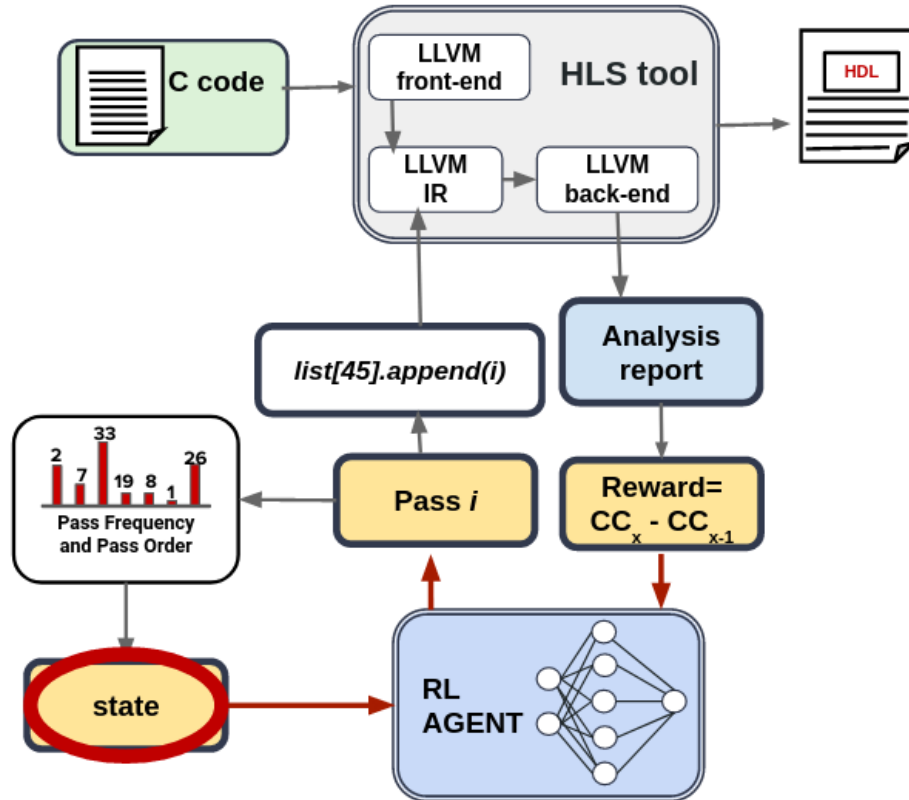 C code
LLVM
front-end
HLS tool
HDL
LLVM
IR
LLVM
back-end
list[45].append(i)
Analysis
report
2
7
33
19
8
1
26
Pass Frequency
and Pass Order
Pass i
Reward=
CCx - CCx-1
state
RL
AGENT